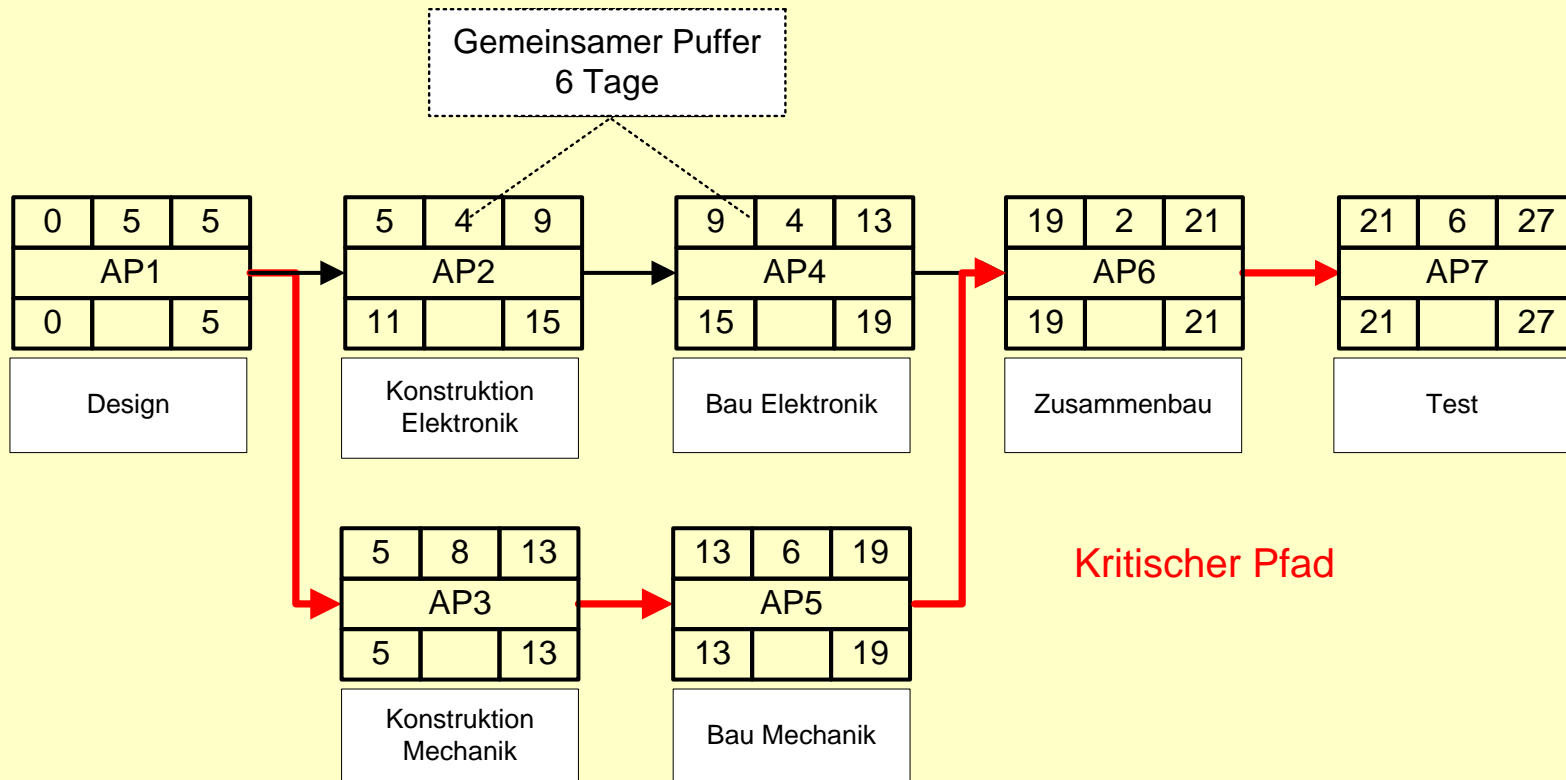 Gemeinsamer Puffer
6 Tage
0 5 5
AP1
0 5
Design
5 4 9
AP2
11 15
Konstruktion
Elektronik
9 4 13
AP4
15 19
Bau Elektronik
19 2 21
AP6
19 21
Zusammenbau
21 6 27
AP7
21 27
Test
5 8 13
AP3
5 13
Konstruktion
Mechanik
13 6 19
AP5
13 19
Bau Mechanik
Kritischer Pfad